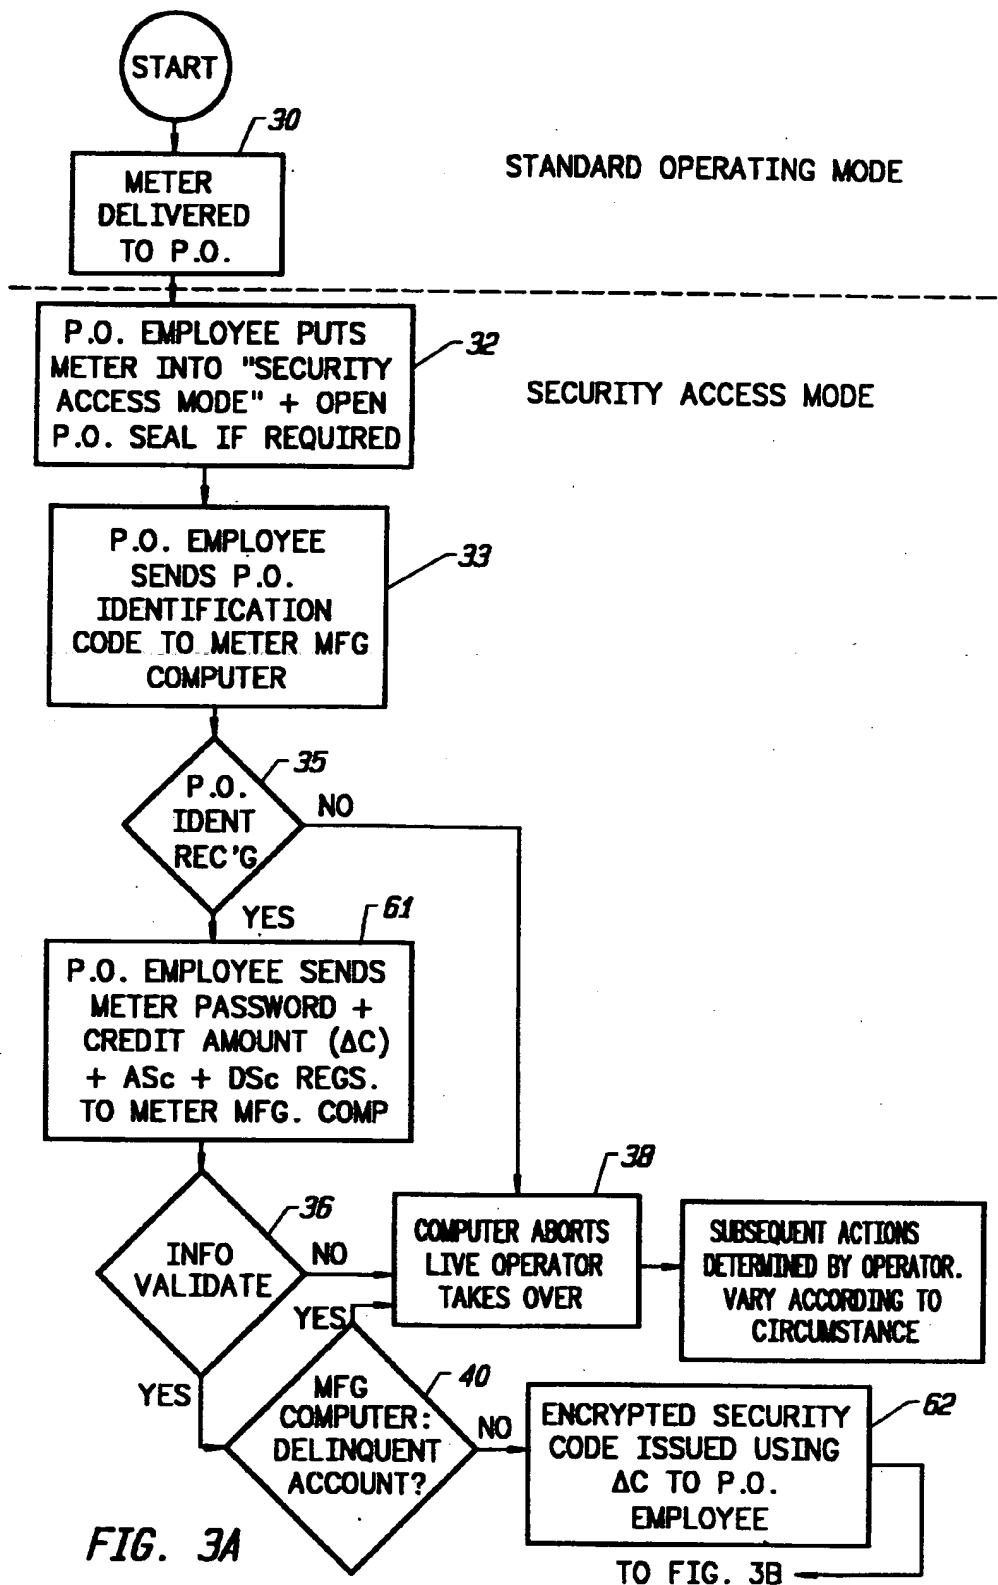 START
30
METER
DELIVERED
TO P.O.
STANDARD OPERATING MODE
P.O. EMPLOYEE PUTS
METER INTO "SECURITY
ACCESS MODE" + OPEN
P.O. SEAL IF REQUIRED
32
SECURITY ACCESS MODE
P.O. EMPLOYEE
SENDS P.O.
IDENTIFICATION
CODE TO METER MFG
COMPUTER
33
P.O.
IDENT
REC'G
35
NO
YES
61
P.O. EMPLOYEE SENDS
METER PASSWORD +
CREDIT AMOUNT (ΔC)
+ ASc + DSc REGS.
TO METER MFG. COMP
INFO
VALIDATE
36
NO
YES
38
COMPUTER ABORTS
LIVE OPERATOR
TAKES OVER
SUBSEQUENT ACTIONS
DETERMINED BY OPERATOR.
VARY ACCORDING TO
CIRCUMSTANCE
YES
MFG
COMPUTER:
DELINQUENT
ACCOUNT?
40
NO
ENCRYPTED SECURITY
CODE ISSUED USING
ΔC TO P.O.
EMPLOYEE
62
TO FIG. 3B
FIG. 3A